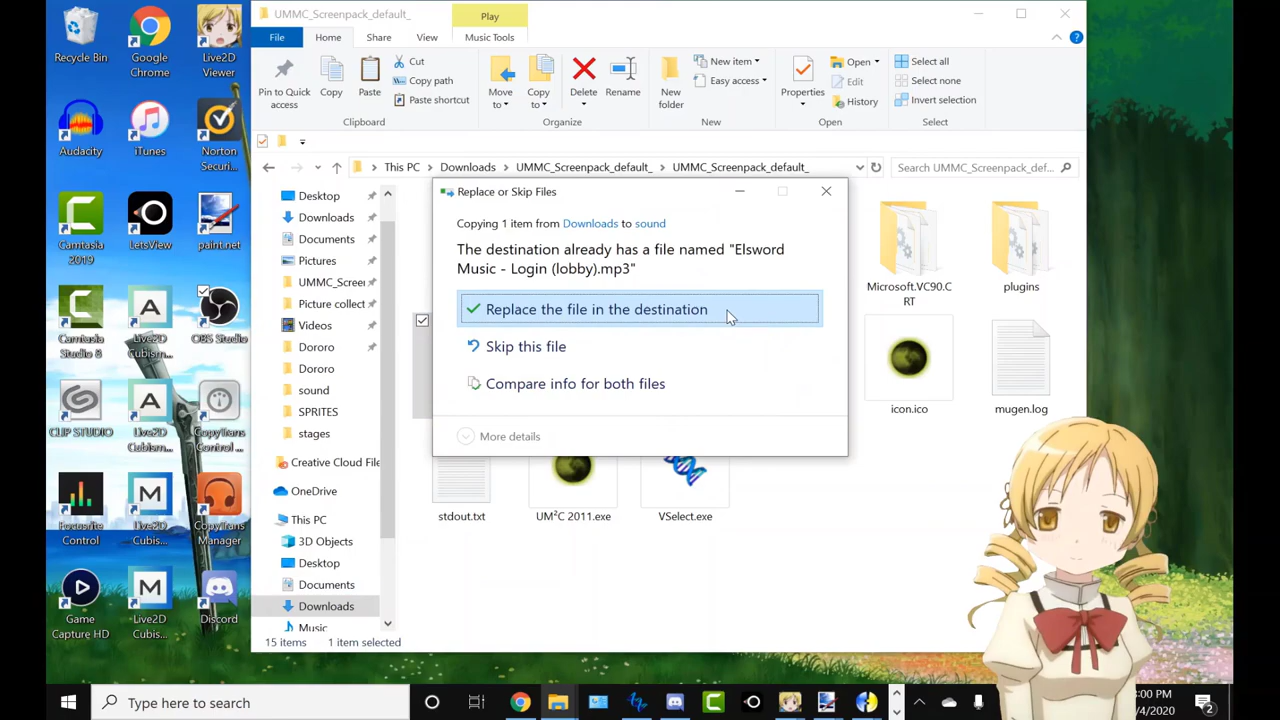 UMMC_Screenpack_default_
Play
File
Home
Share
View
Music Tools
Pin to Quick
access
Copy
Paste
Cut
Copy path
Paste shortcut
Clipboard
Move
to
Copy
to
Delete
Rename
Organize
New
folder
New item
Easy access
New
Properties
Open
Edit
History
Open
Select all
Select none
Invert selection
Select
This PC
Downloads
UMMC_Screenpack_default_
UMMC_Screenpack_default_
Search UMMC_Screenpack_def...
Recycle Bin
Google
Chrome
Live2D
Viewer
Audacity
iTunes
Norton
Securi...
Camtasia
2019
LetsView
paint.net
Camtasia
Studio 8
Live2D
Cubism...
OBS Studio
CLIP STUDIO
Live2D
Cubism...
CopyTrans
Control ...
Focusrite
Control
Live2D
Cubis...
CopyTrans
Manager
Game
Capture HD
Live2D
Cubis...
Discord
Desktop
Downloads
Documents
Pictures
UMMC_Screen
Picture collect
Videos
Dororo
Dororo
sound
SPRITES
stages
Creative Cloud File
OneDrive
This PC
3D Objects
Desktop
Documents
Downloads
Music
Replace or Skip Files
Copying 1 item from Downloads to sound
The destination already has a file named "Elsword
Music - Login (lobby).mp3"
Replace the file in the destination
Skip this file
Compare info for both files
More details
Microsoft.VC90.C
RT
plugins
icon.ico
mugen.log
stdout.txt
UM²C 2011.exe
VSelect.exe
15 items
1 item selected
Type here to search
:00 PM
/4/2020
2